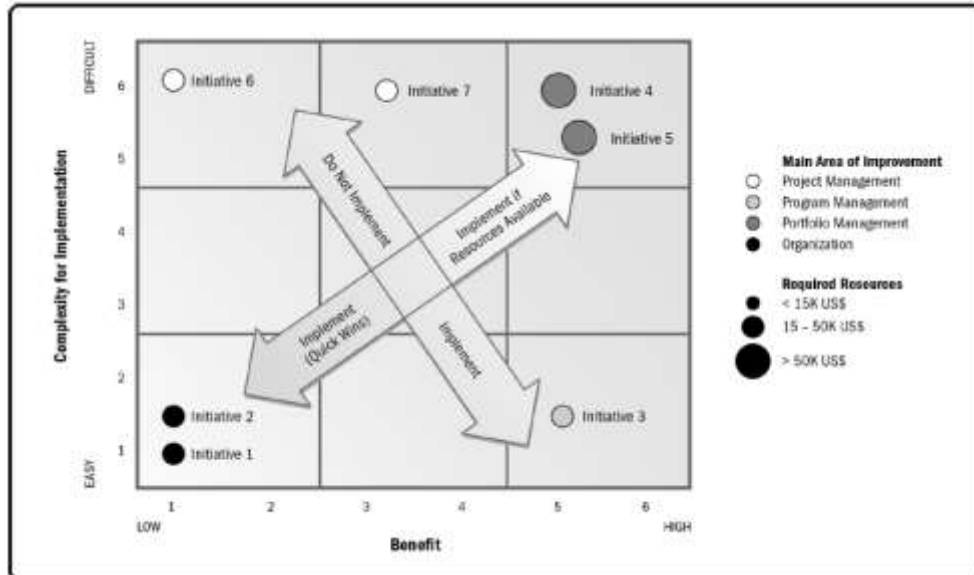 DIFFICULT
Complexity for Implementation
EASY
6
5
4
3
2
1
Initiative 6
Initiative 7
Initiative 4
Initiative 5
Do Not Implement
Implement if
Resources Available
Implement
(Quick Wins)
Implement
Initiative 2
Initiative 1
Initiative 3
1
2
3
4
5
6
LOW
HIGH
Benefit
Main Area of Improvement
Project Management
Program Management
Portfolio Management
Organization
Required Resources
< 15K US$
15 – 50K US$
> 50K US$